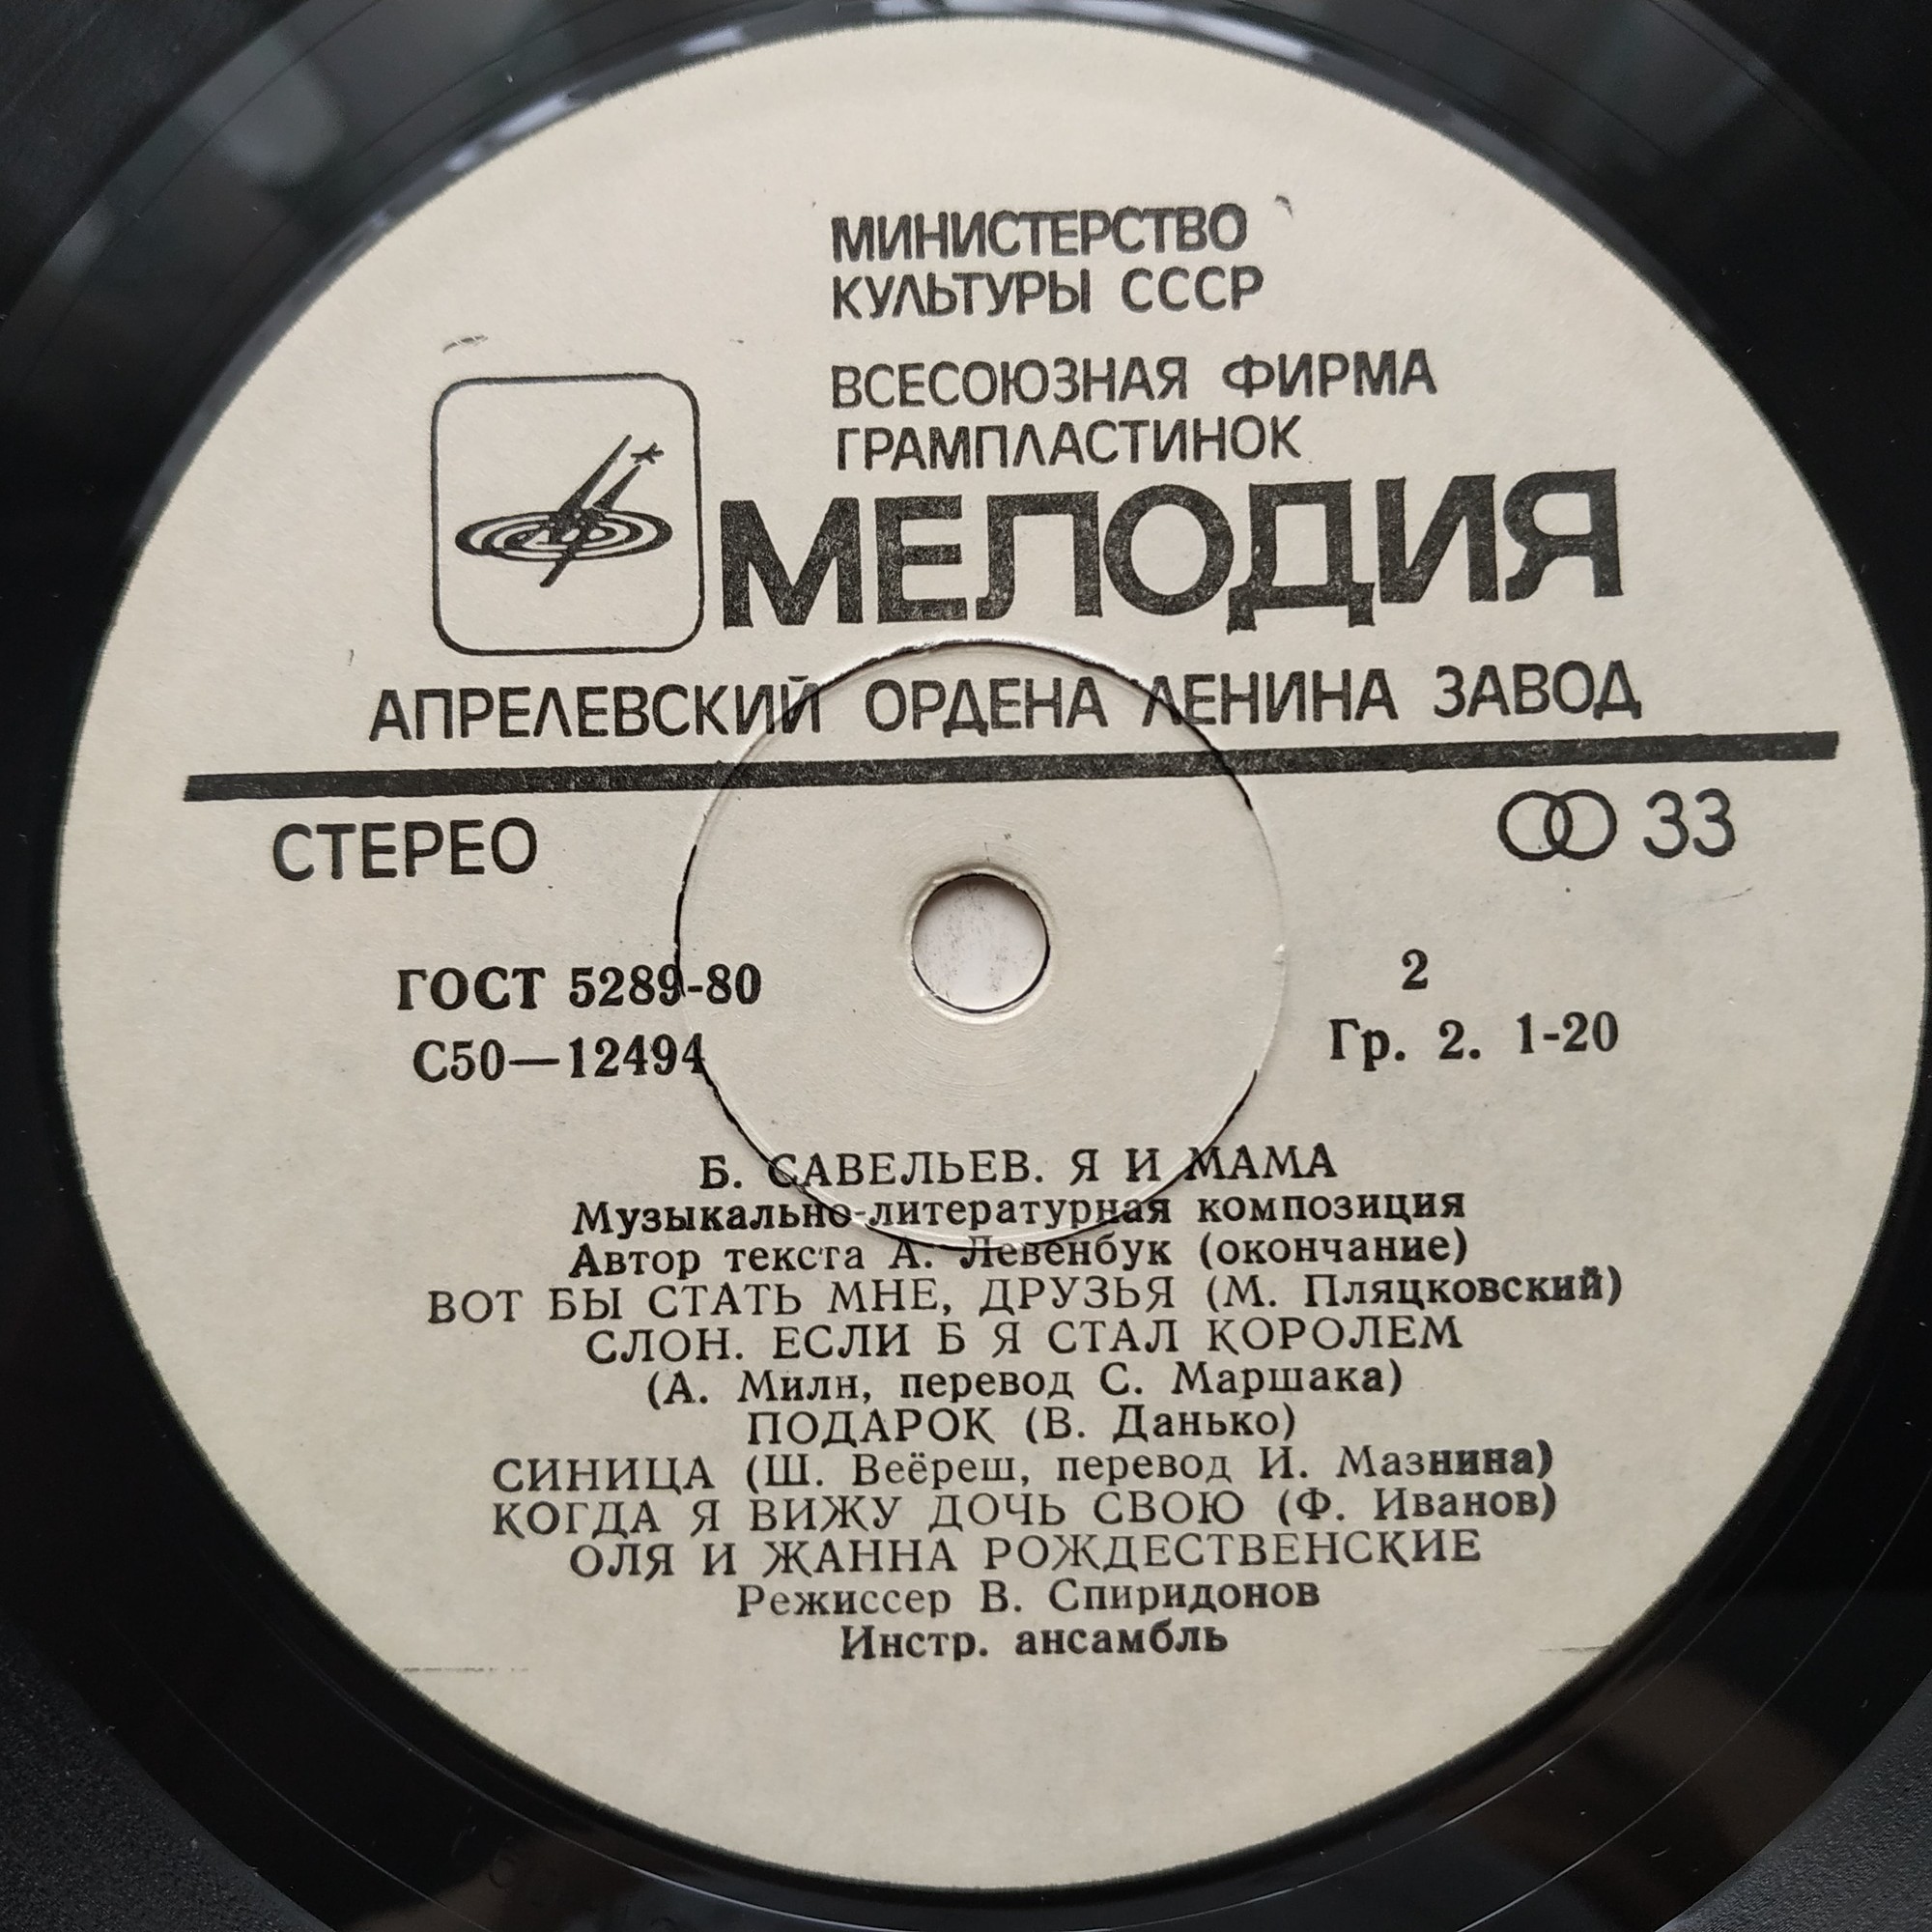 МИНИСТЕРСТВО
КУЛЬТУРЫ СССР
ВСЕСОЮЗНАЯ ФИРМА
ГРАМПЛАСТИНОК
МЕЛОДИЯ
АПРЕЛЕВСКИЙ ОРДЕНА ЛЕНИНА ЗАВОД
СТЕРЕО
33
ГОСТ 5289-80
2
С50—12494
Гр. 2. 1-20
Б. САВЕЛЬЕВ. Я И МАМА
Музыкально-литературная композиция
Автор текста А. Левенбук (окончание)
ВОТ БЫ СТАТЬ МНЕ, ДРУЗЬЯ (М. Пляцковский)
СЛОН. ЕСЛИ Б Я СТАЛ КОРОЛЕМ
(А. Милн, перевод С. Маршака)
ПОДАРОК (В. Данько)
СИНИЦА (Ш. Веёреш, перевод И. Мазнина)
КОГДА Я ВИЖУ ДОЧЬ СВОЮ (Ф. Иванов)
ОЛЯ И ЖАННА РОЖДЕСТВЕНСКИЕ
Режиссер В. Спиридонов
Инстр. ансамбль